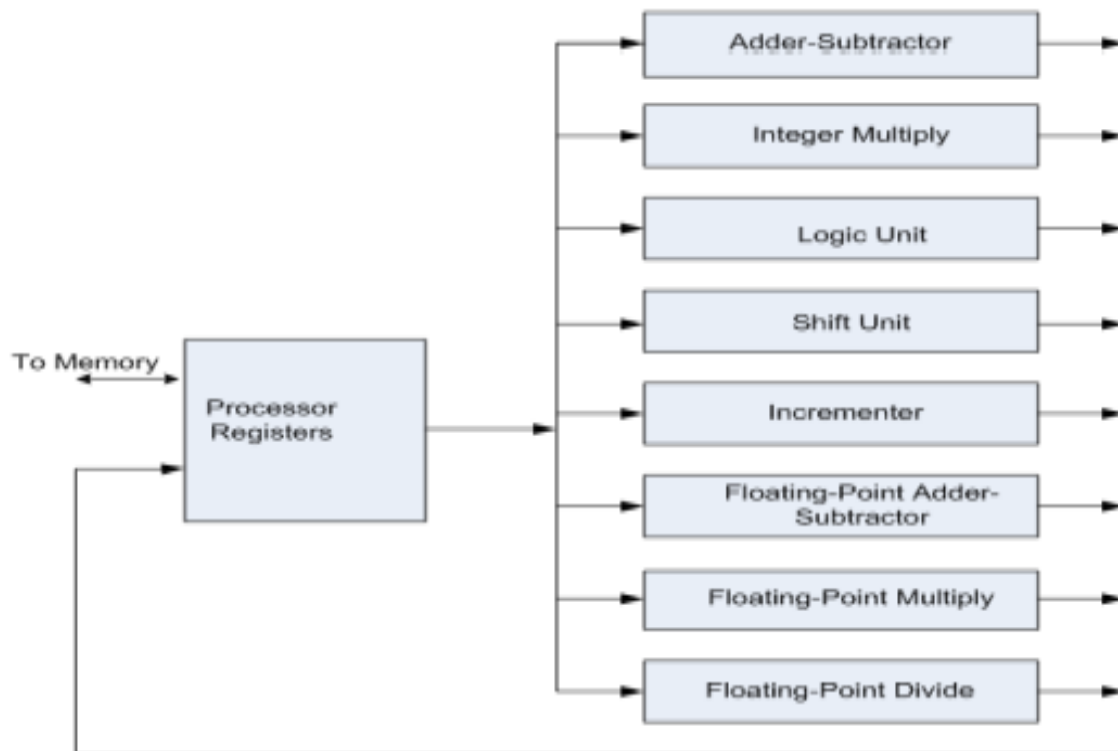 Adder-Subtractor
Integer Multiply
Logic Unit
Shift Unit
To Memory
Processor
Registers
Incrementer
Floating-Point Adder-
Subtractor
Floating-Point Multiply
Floating-Point Divide